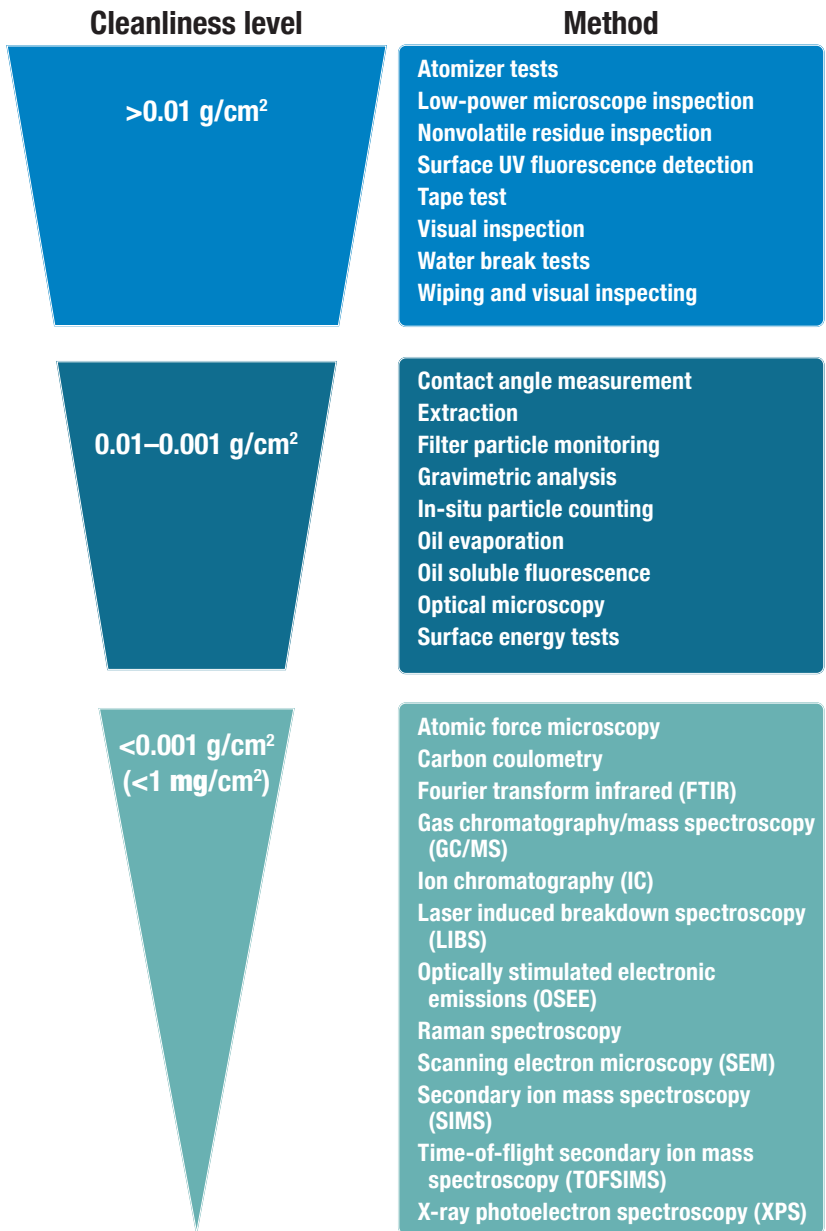 Cleanliness level
Method
>0.01 g/cm²
Atomizer tests
Low-power microscope inspection
Nonvolatile residue inspection
Surface UV fluorescence detection
Tape test
Visual inspection
Water break tests
Wiping and visual inspecting
0.01–0.001 g/cm²
Contact angle measurement
Extraction
Filter particle monitoring
Gravimetric analysis
In-situ particle counting
Oil evaporation
Oil soluble fluorescence
Optical microscopy
Surface energy tests
<0.001 g/cm²
(<1 mg/cm²)
Atomic force microscopy
Carbon coulometry
Fourier transform infrared (FTIR)
Gas chromatography/mass spectroscopy
(GC/MS)
Ion chromatography (IC)
Laser induced breakdown spectroscopy
(LIBS)
Optically stimulated electronic
emissions (OSEE)
Raman spectroscopy
Scanning electron microscopy (SEM)
Secondary ion mass spectroscopy
(SIMS)
Time-of-flight secondary ion mass
spectroscopy (TOFSIMS)
X-ray photoelectron spectroscopy (XPS)